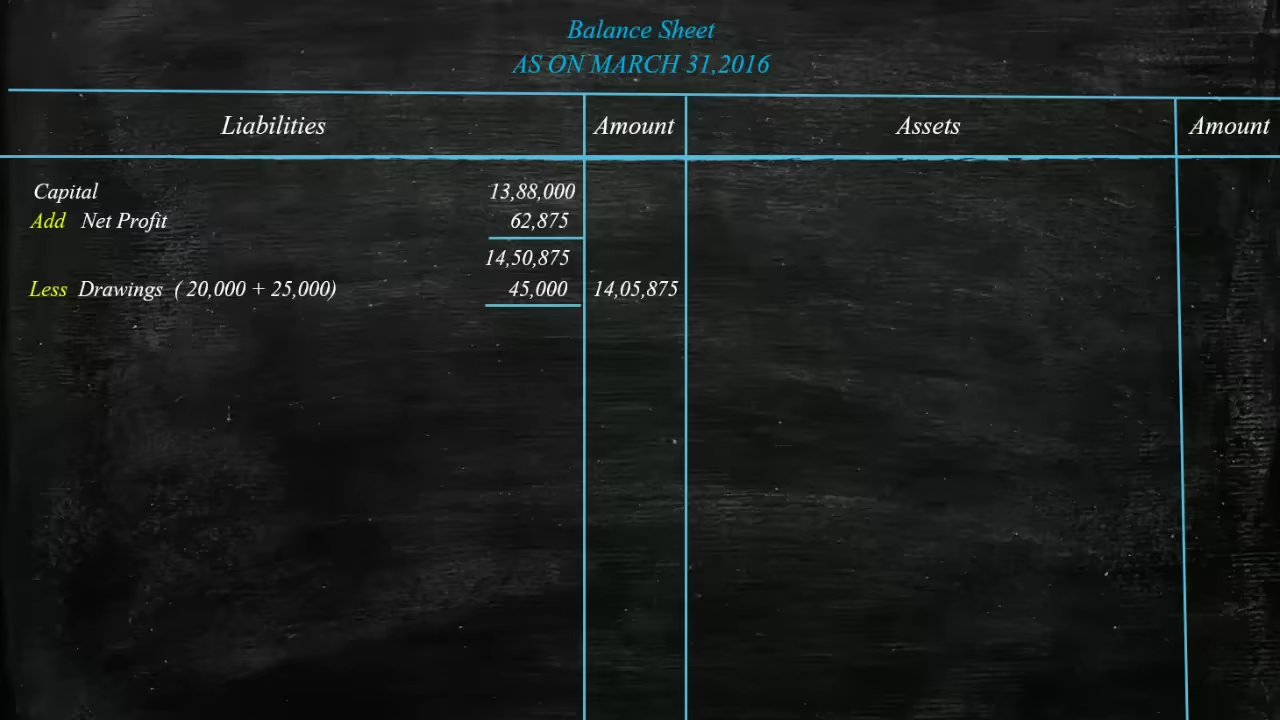 Balance Sheet
AS ON MARCH 31,2016
Liabilities Amount Assets Amount
Capital 13,88,000
Add Net Profit 62,875
14,50,875
Less Drawings ( 20,000 + 25,000) 45,000 14,05,875